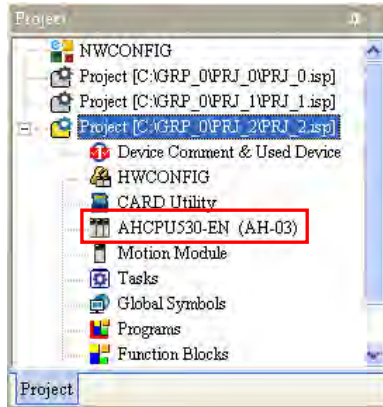 Project
NWCONFIG
Project [C:\GRP_0\PRJ_0\PRJ_0.isp]
Project [C:\GRP_0\PRJ_1\PRJ_1.isp]
Project [C:\GRP_0\PRJ_2\PRJ_2.isp]
Device Comment & Used Device
HWCONFIG
CARD Utility
AHCPU530-EN (AH-03)
Motion Module
Tasks
Global Symbols
Programs
Function Blocks
Project